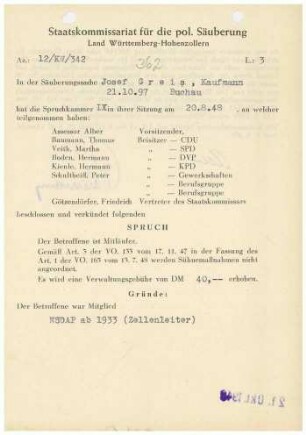 Staatskommissariat für die pol. Säuberung
Land Württemberg-Hohenzollern
Az.: 12/KV/342
L.: 3
362
In der Säuberungssache Josef Greis, Kaufmann
21.10.97 Buchau
hat die Spruchkammer IX in ihrer Sitzung am 20.8.48, an welcher
teilgenommen haben:
Assessor Alber Vorsitzender,
Baumann, Thomas Beisitzer — CDU
Veith, Martha „ — SPD
Boden, Hermann „ — DVP
Kienle, Hermann „ — KPD
Schultheiß, Peter „ — Gewerkschaften
„ — Berufsgruppe
„ — Berufsgruppe
Götzendörfer, Friedrich Vertreter des Staatskommissars
beschlossen und verkündet folgenden
SPRUCH
Der Betroffene ist Mitläufer.
Gemäß Art. 3 der VO. 133 vom 17. 11. 47 in der Fassung des
Art. 1 der VO. 165 vom 13. 7. 48 werden Sühnemaßnahmen nicht
angeordnet.
Es wird eine Verwaltungsgebühr von DM 40,-- erhoben.
Gründe:
Der Betroffene war Mitglied
NSDAP ab 1933 (Zellenleiter)
21. OKT. 1948